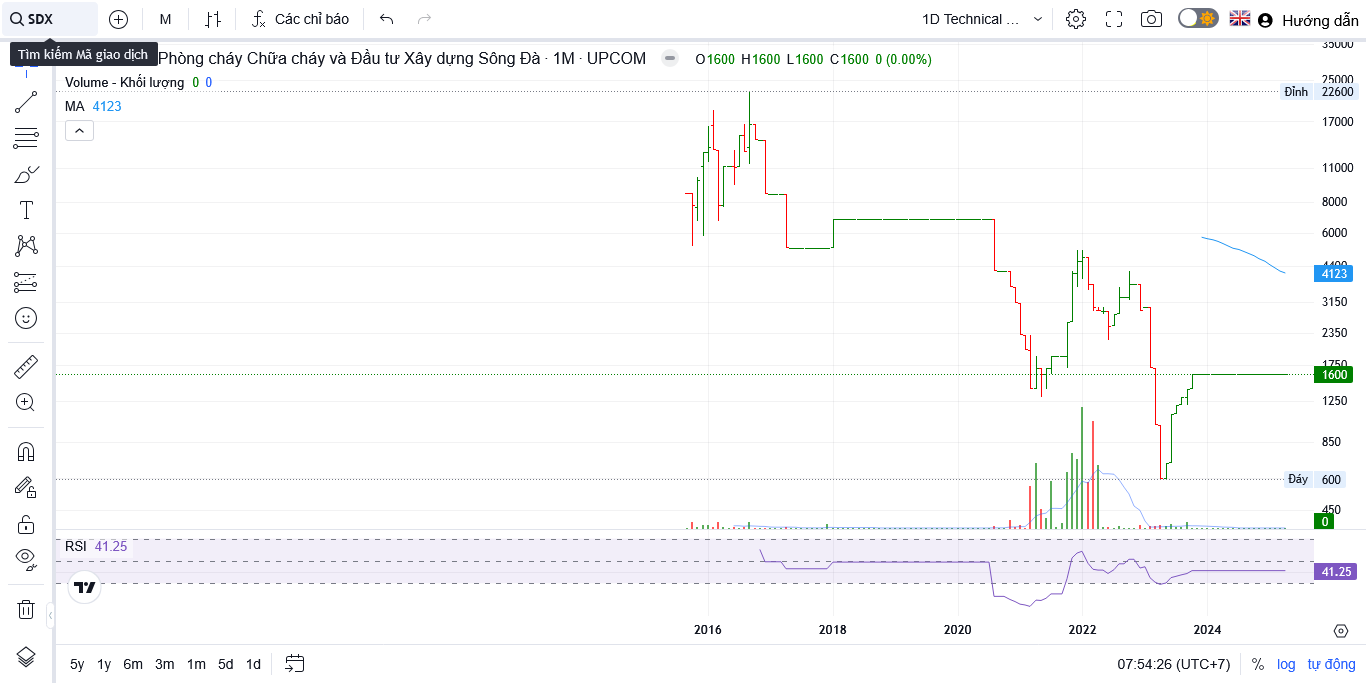 SDX M Các chỉ báo 1D Technical ... Hướng dẫn
Tìm kiếm Mã giao dịch
Phòng cháy Chữa cháy và Đầu tư Xây dựng Sông Đà · 1M · UPCOM O1600 H1600 L1600 C1600 0 (0.00%)
Volume - Khối lượng 0 0
MA 4123
35000
25000
Đỉnh 22600
17000
11000
8000
6000
4400
4123
3150
2350
1750
1600
1250
850
Đáy 600
450
0
RSI 41.25
41.25
2016 2018 2020 2022 2024
5y 1y 6m 3m 1m 5d 1d 07:54:26 (UTC+7) % log tự động